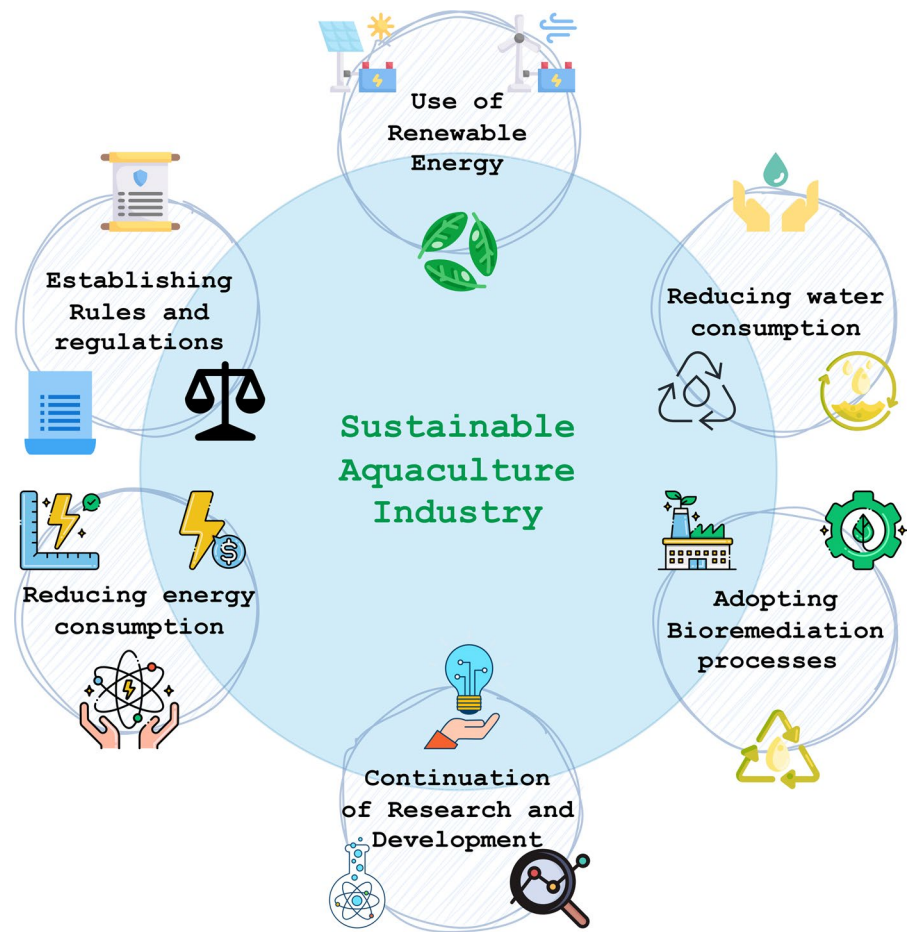 Use of
Renewable
Energy
Establishing
Rules and
regulations
Reducing water
consumption
Sustainable
Aquaculture
Industry
Reducing energy
consumption
Adopting
Bioremediation
processes
Continuation
of Research and
Development
$